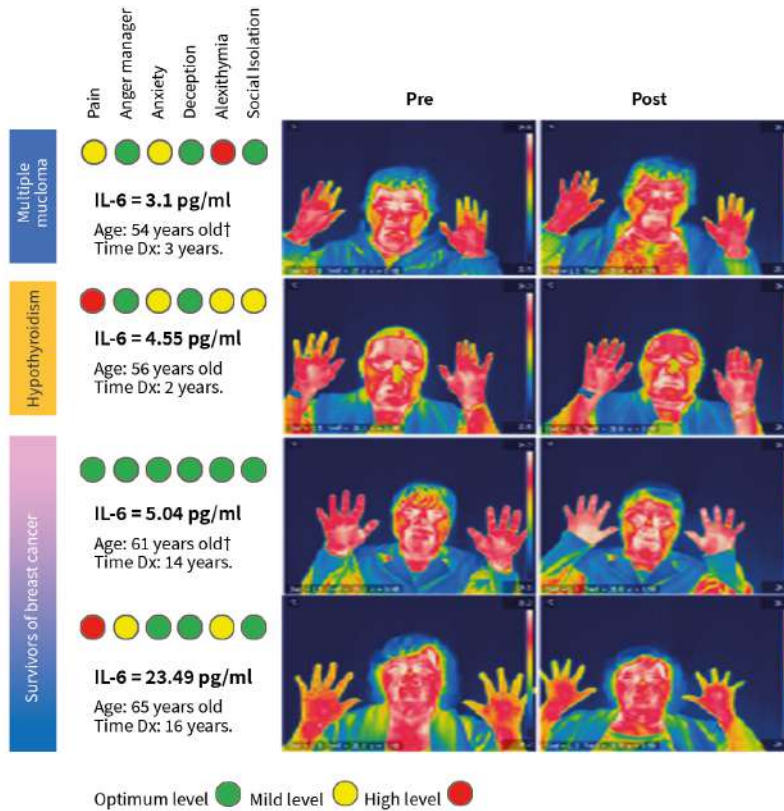 Pain
Anger manager
Anxiety
Deception
Alexithymia
Social Isolation
Pre
Post
Multiple
mucloma
IL-6 = 3.1 pg/ml
Age: 54 years old†
Time Dx: 3 years.
Hypothyroidism
IL-6 = 4.55 pg/ml
Age: 56 years old
Time Dx: 2 years.
Survivors of breast cancer
IL-6 = 5.04 pg/ml
Age: 61 years old†
Time Dx: 14 years.
IL-6 = 23.49 pg/ml
Age: 65 years old
Time Dx: 16 years.
Optimum level Mild level High level